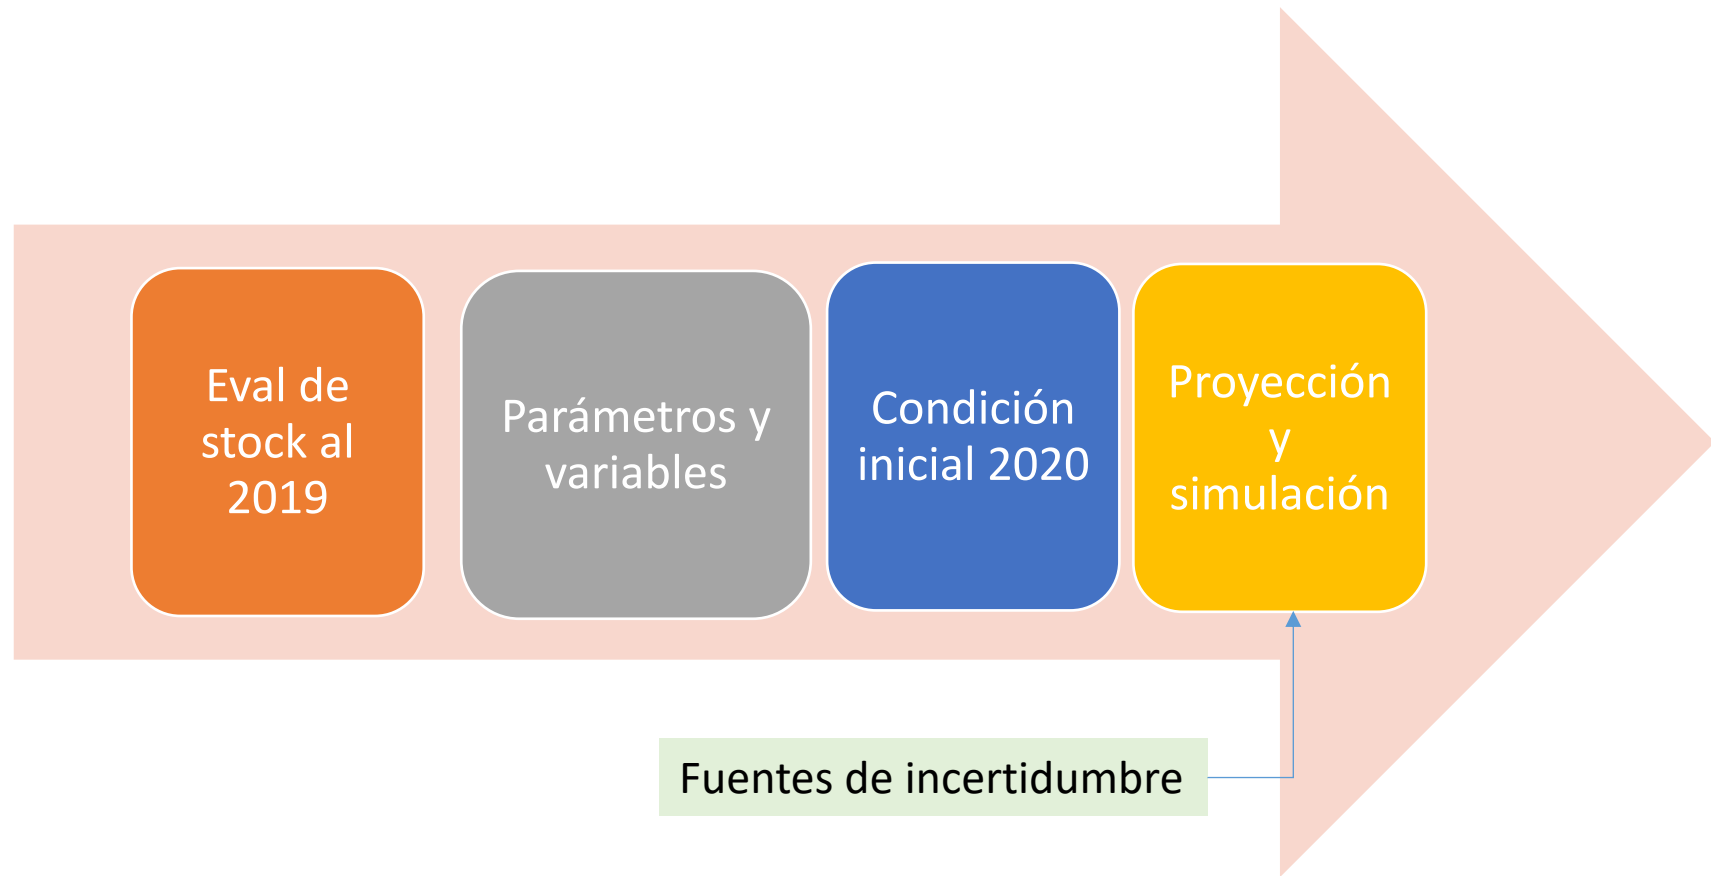 Eval de
stock al
2019
Parámetros y
variables
Condición
inicial 2020
Proyección
y
simulación
Fuentes de incertidumbre